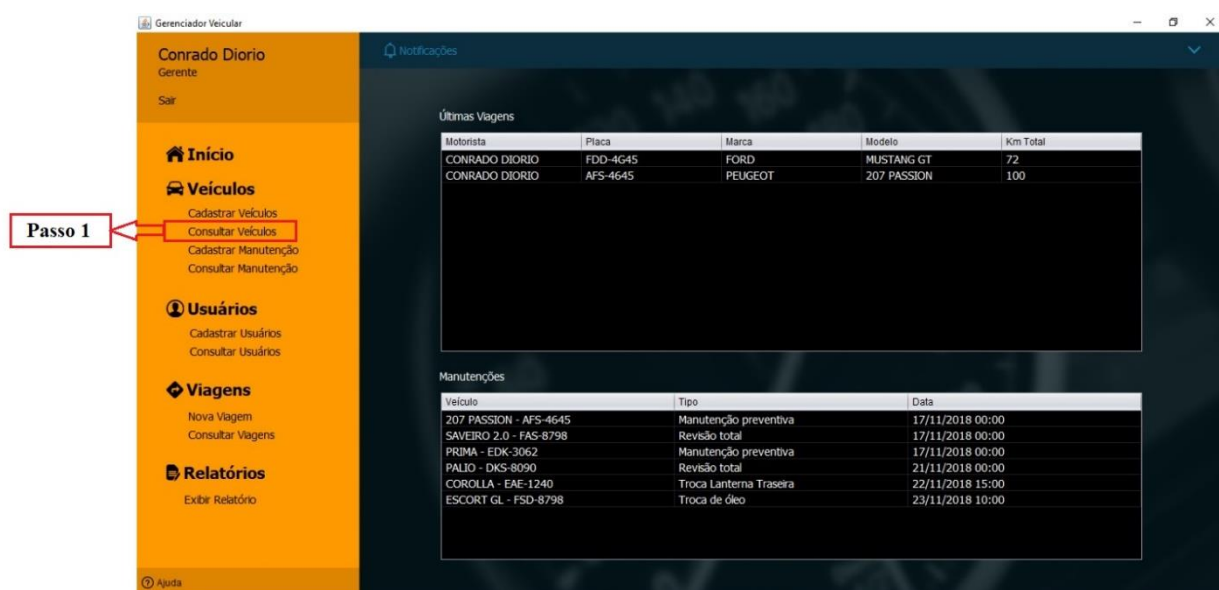 Gerenciador Veicular
Conrado Diorio
Gerente
Sair
Notificações
Início
Veículos
Cadastrar Veículos
Passo 1
Consultar Veículos
Cadastrar Manutenção
Consultar Manutenção
Usuários
Cadastrar Usuários
Consultar Usuários
Viagens
Nova Viagem
Consultar Viagens
Relatórios
Exibir Relatório
Ajuda
Últimas Viagens
Motorista Placa Marca Modelo Km Total
CONRADO DIORIO FDD-4G45 FORD MUSTANG GT 72
CONRADO DIORIO AFS-4645 PEUGEOT 207 PASSION 100
Manutenções
Veículo Tipo Data
207 PASSION - AFS-4645 Manutenção preventiva 17/11/2018 00:00
SAVEIRO 2.0 - FAS-8798 Revisão total 17/11/2018 00:00
PRIMA - EDK-3062 Manutenção preventiva 17/11/2018 00:00
PALIO - DKS-8090 Revisão total 21/11/2018 00:00
COROLLA - EAE-1240 Troca Lanterna Traseira 22/11/2018 15:00
ESCORT GL - FSD-8798 Troca de óleo 23/11/2018 10:00